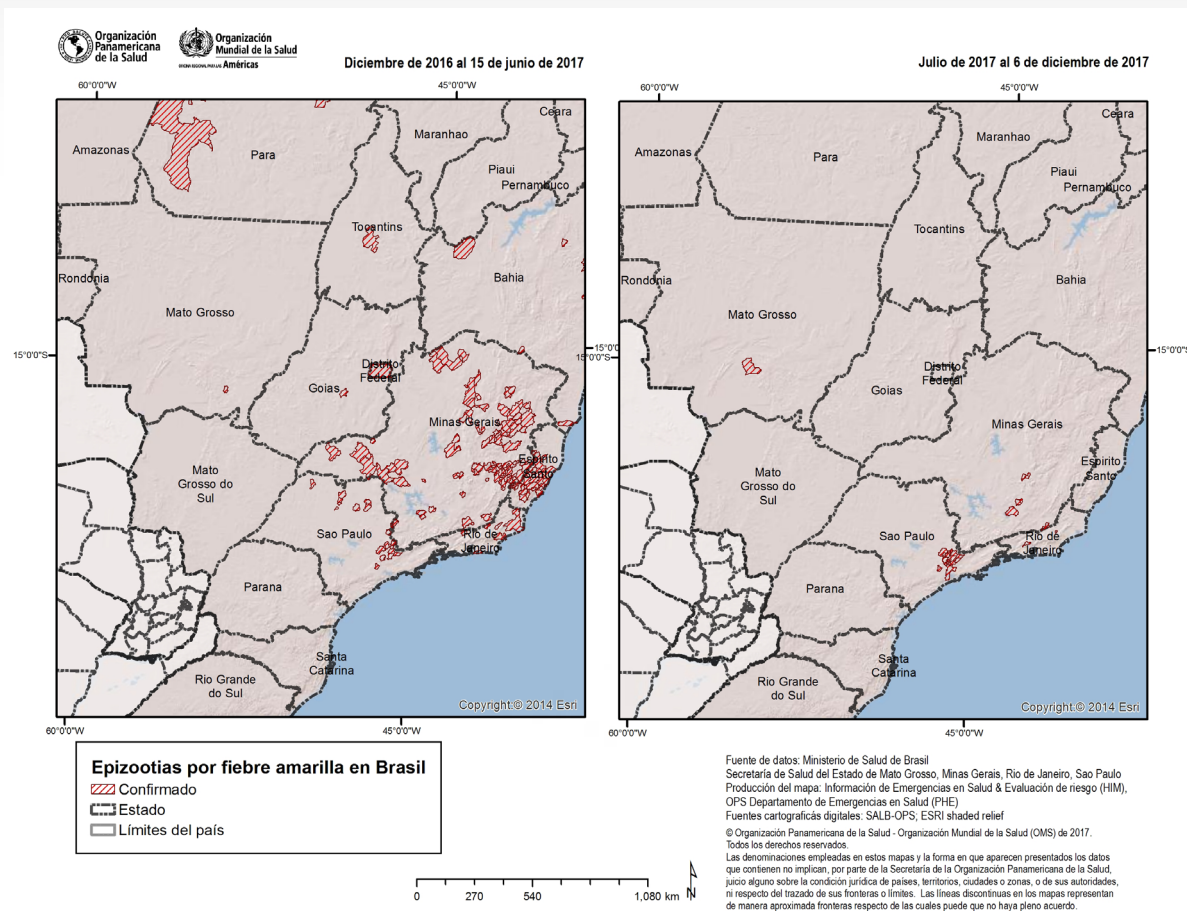 Organización
Panamericana
de la Salud
Organización
Mundial de la Salud
OFICINA REGIONAL PARA LAS Américas
Diciembre de 2016 al 15 de junio de 2017
60°0'0"W
45°0'0"W
Ceara
Maranhao
Amazonas
Para
Piaui
Pernambuco
Tocantins
Rondonia
Bahia
Mato Grosso
15°0'0"S
15°0'0"S
Distrito
Federal
Goias
Minas Gerais
Espirito
Santo
Mato
Grosso do
Sul
Sao Paulo
Rio de
Janeiro
Parana
Santa
Catarina
Rio Grande
do Sul
Copyright:© 2014 Esri
60°0'0"W
45°0'0"W
Julio de 2017 al 6 de diciembre de 2017
60°0'0"W
45°0'0"W
Ceara
Maranhao
Amazonas
Para
Piaui
Pernambuco
Tocantins
Rondonia
Bahia
Mato Grosso
15°0'0"S
15°0'0"S
Distrito
Federal
Goias
Minas Gerais
Espirito
Santo
Mato
Grosso do
Sul
Sao Paulo
Rio de
Janeiro
Parana
Santa
Catarina
Rio Grande
do Sul
Copyright:© 2014 Esri
60°0'0"W
45°0'0"W
Epizootias por fiebre amarilla en Brasil
Confirmado
Estado
Límites del país
0 270 540 1,080 km
N
Fuente de datos: Ministerio de Salud de Brasil
Secretaría de Salud del Estado de Mato Grosso, Minas Gerais, Rio de Janeiro, Sao Paulo
Producción del mapa: Información de Emergencias en Salud & Evaluación de riesgo (HIM),
OPS Departamento de Emergencias en Salud (PHE)
Fuentes cartograficás digitales: SALB-OPS; ESRI shaded relief
© Organización Panamericana de la Salud - Organización Mundial de la Salud (OMS) de 2017.
Todos los derechos reservados.
Las denominaciones empleadas en estos mapas y la forma en que aparecen presentados los datos
que contienen no implican, por parte de la Secretaría de la Organización Panamericana de la Salud,
juicio alguno sobre la condición jurídica de países, territorios, ciudades o zonas, o de sus autoridades,
ni respecto del trazado de sus fronteras o límites. Las líneas discontinuas en los mapas representan
de manera aproximada fronteras respecto de las cuales puede que no haya pleno acuerdo.